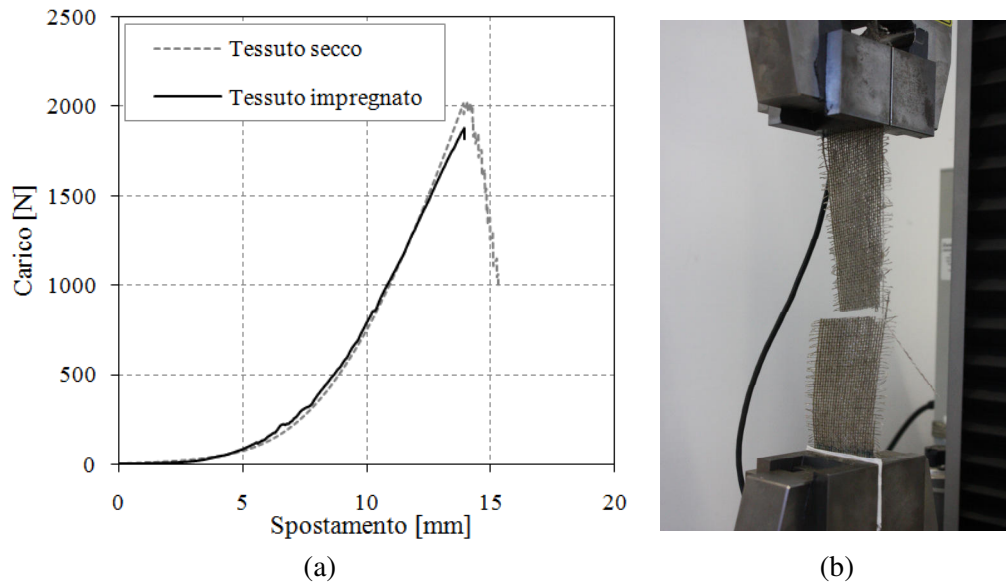 2500
2000
1500
1000
500
0
Carico [N]
Tessuto secco
Tessuto impregnato
0 5 10 15 20
Spostamento [mm]
(a)
(b)